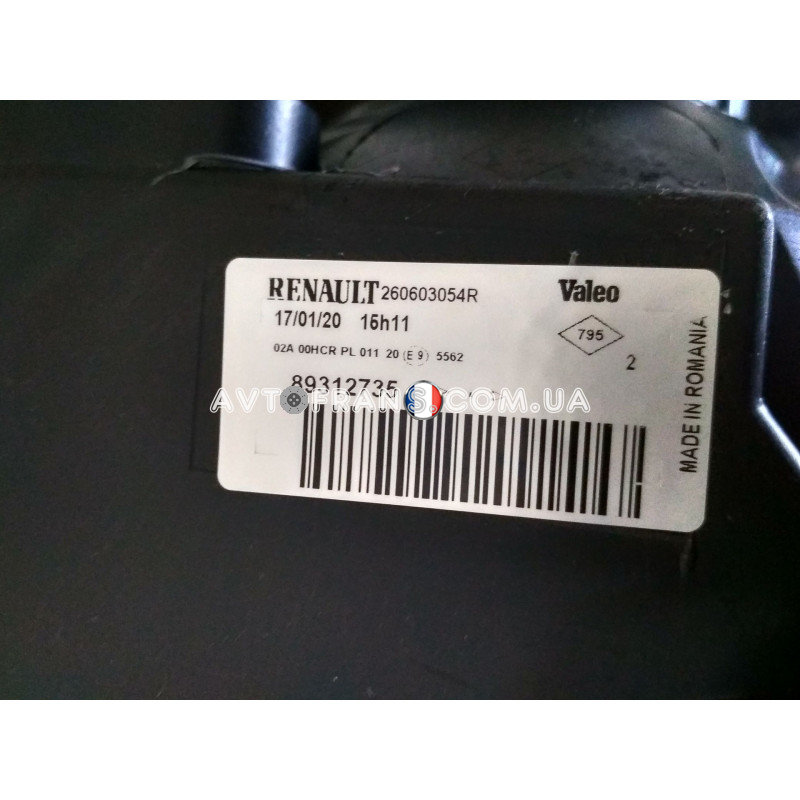 RENAULT 260603054R Valeo
17/01/20 15h11
795
02A 00HCR PL 011 20 E 9 5562
2
89312735
AVTOFRANS.COM.UA
MADE IN ROMANIA